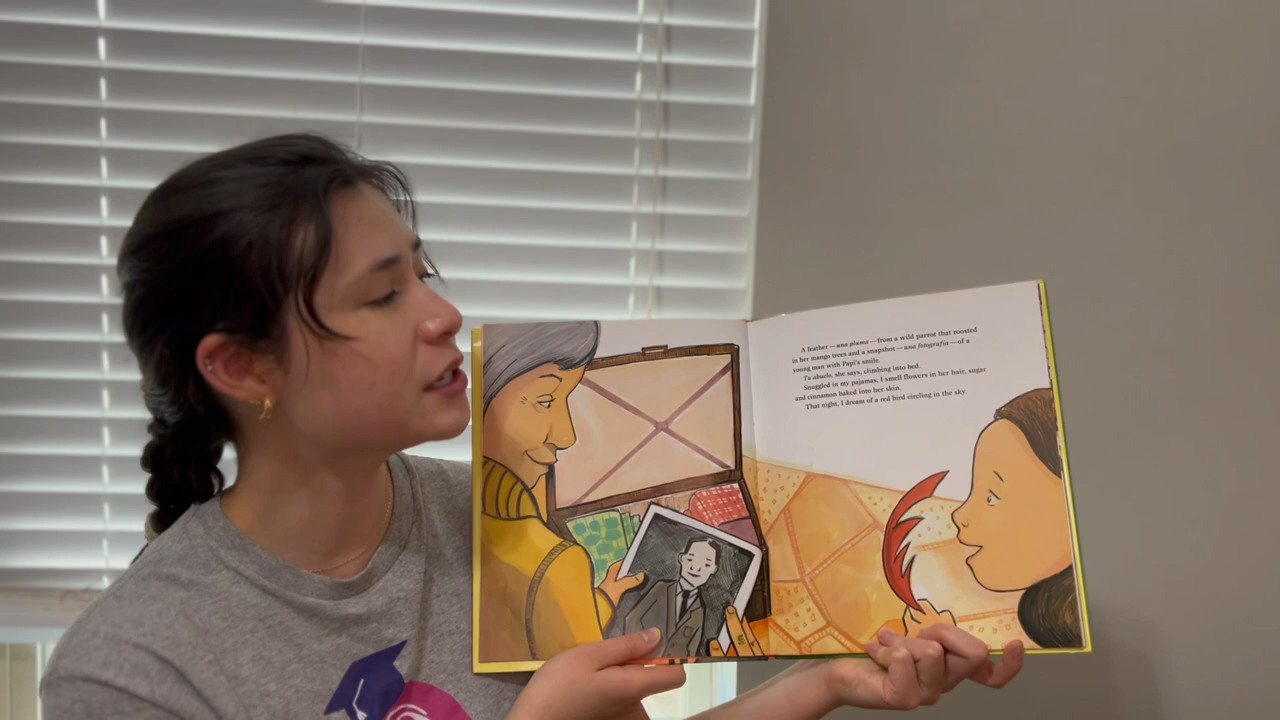 A feather—una pluma—from a wild parrot that roosted
in her mango trees and a snapshot—una fotografía—of a
young man with Papi's smile.
Tu abuelo, she says, climbing into bed.
Snuggled in my pajamas, I smell flowers in her hair, sugar
and cinnamon baked into her skin.
That night, I dream of a red bird circling in the sky.